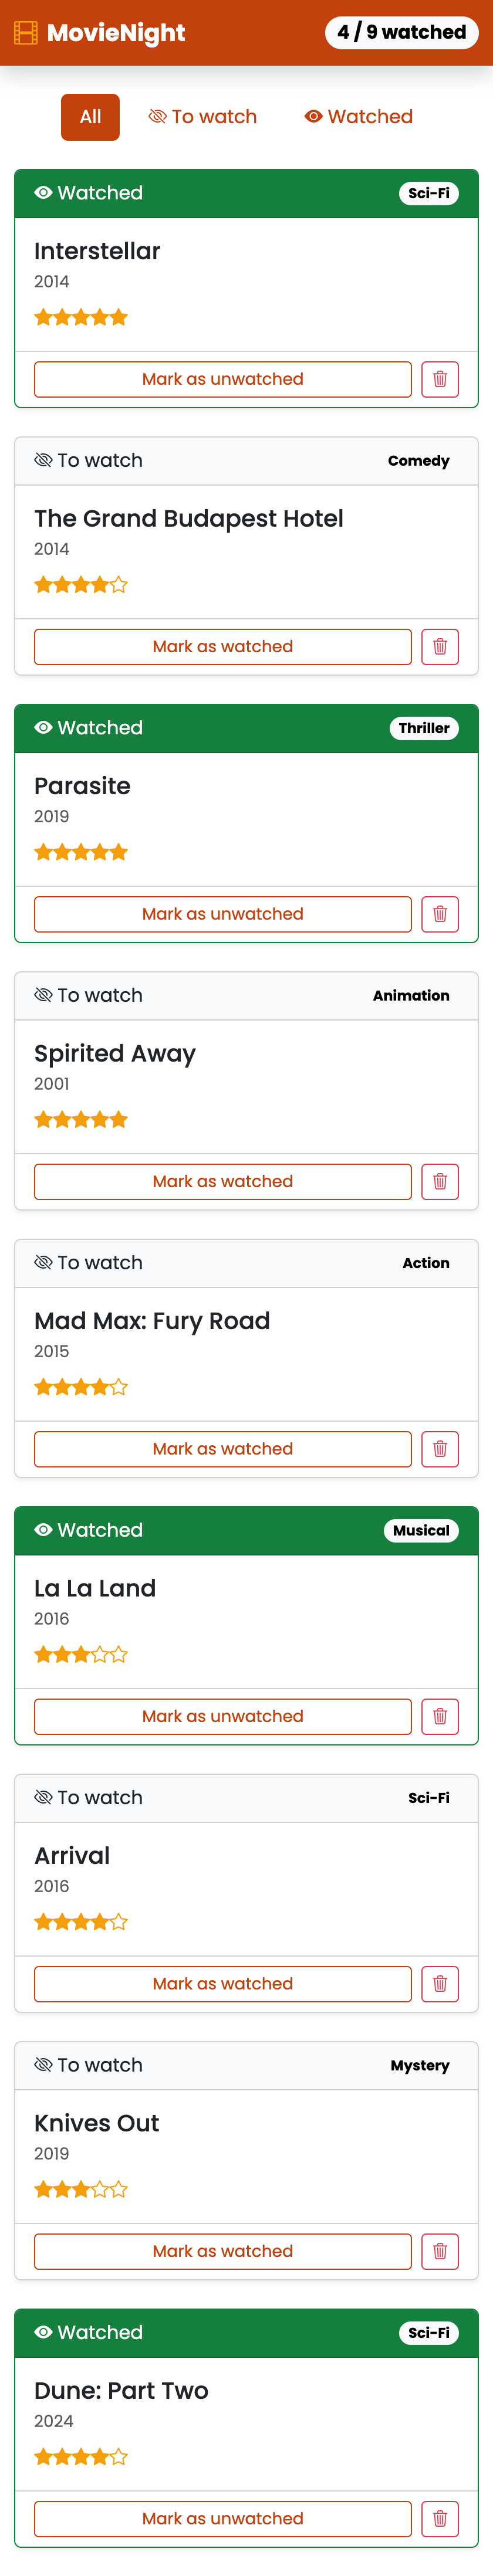 MovieNight
4 / 9 watched
All
To watch
Watched
Watched
Sci-Fi
Interstellar
2014
Mark as unwatched
To watch
Comedy
The Grand Budapest Hotel
2014
Mark as watched
Watched
Thriller
Parasite
2019
Mark as unwatched
To watch
Animation
Spirited Away
2001
Mark as watched
To watch
Action
Mad Max: Fury Road
2015
Mark as watched
Watched
Musical
La La Land
2016
Mark as unwatched
To watch
Sci-Fi
Arrival
2016
Mark as watched
To watch
Mystery
Knives Out
2019
Mark as watched
Watched
Sci-Fi
Dune: Part Two
2024
Mark as unwatched